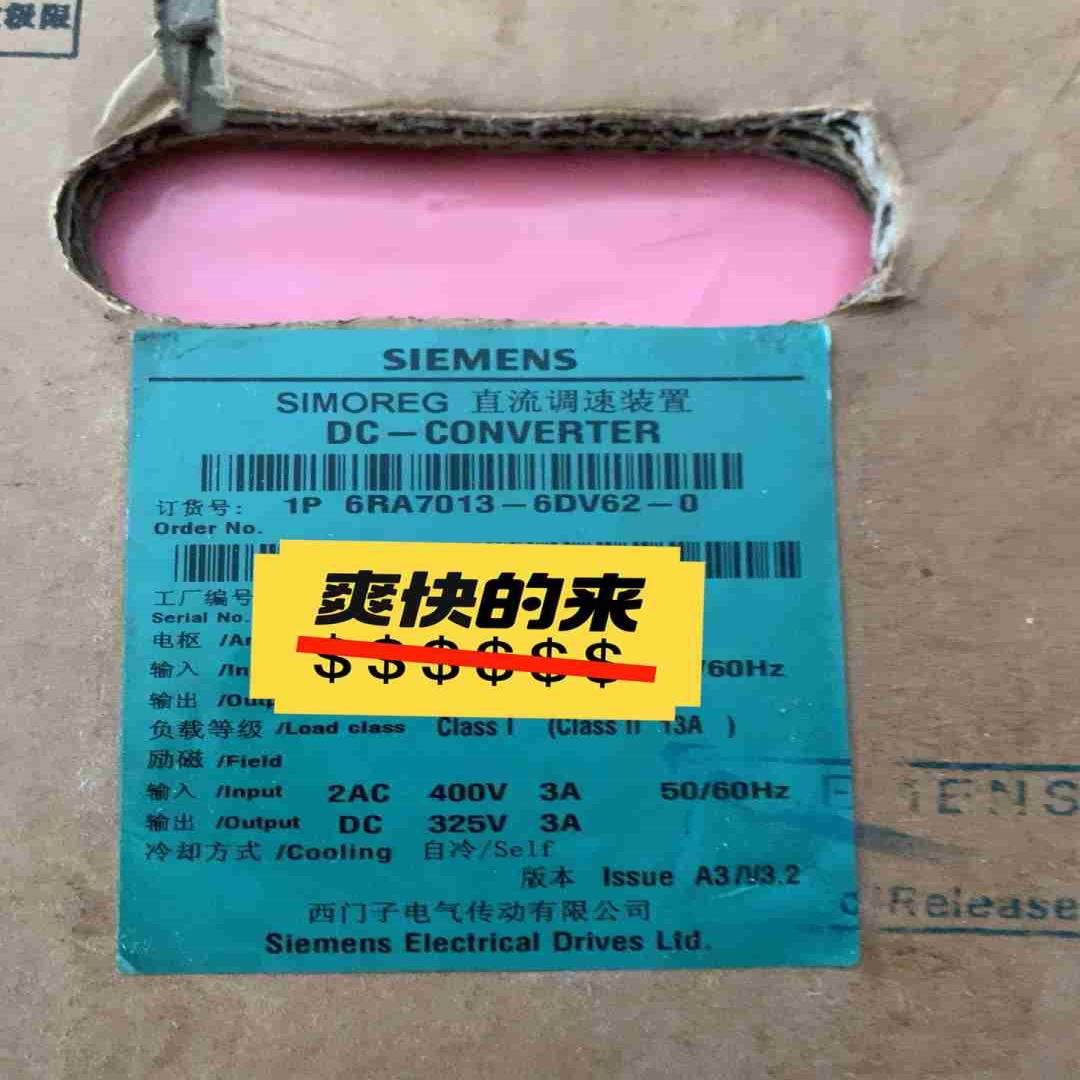 极限
SIEMENS
SIMOREG 直流调速装置
DC-CONVERTER
订货号: 1P 6RA7013-6DV62-0
Order No.
工厂编号
Serial No.
电枢 /Ar
输入 /In /60Hz
输出 /Outp
爽快的来
$$$$$$
负载等级 /Load class Class I (Class II 13A )
励磁 /Field
输入 /Input 2AC 400V 3A 50/60Hz
输出 /Output DC 325V 3A
冷却方式 /Cooling 自冷/Self
版本 Issue A3/V3.2
西门子电气传动有限公司
Siemens Electrical Drives Ltd.
Release